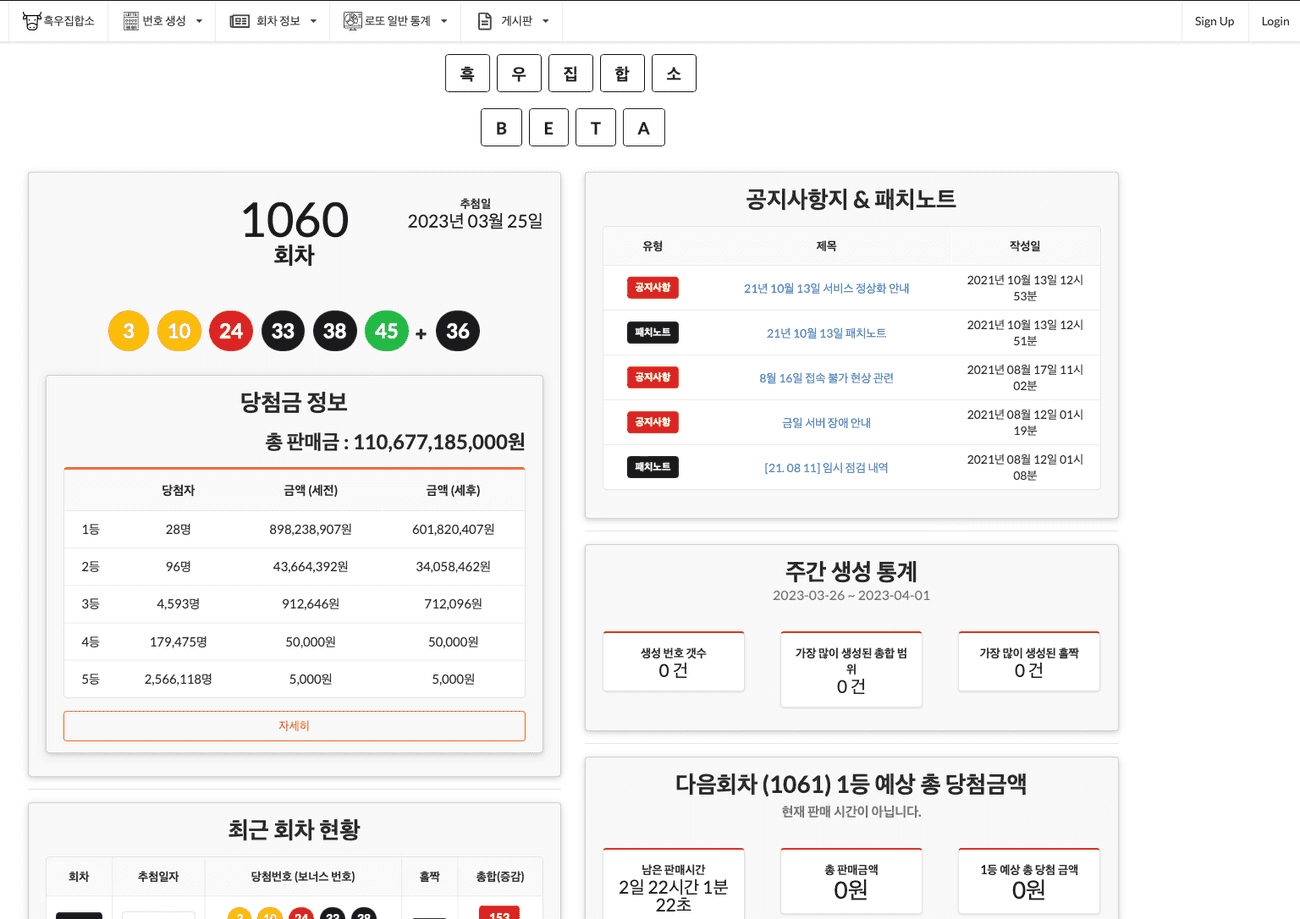 흑우집합소 번호 생성 회차 정보 로또 일반 통계 게시판 Sign Up Login
흑 우 집 합 소
B E T A
1060
회차
추첨일
2023년 03월 25일
3 10 24 33 38 45 + 36
당첨금 정보
총 판매금 : 110,677,185,000원
당첨자 금액 (세전) 금액 (세후)
1등 28명 898,238,907원 601,820,407원
2등 96명 43,664,392원 34,058,462원
3등 4,593명 912,646원 712,096원
4등 179,475명 50,000원 50,000원
5등 2,566,118명 5,000원 5,000원
자세히
최근 회차 현황
회차 추첨일자 당첨번호 (보너스 번호) 홀짝 총합(증감)
3 10 24 33 38 153
공지사항지 & 패치노트
유형 제목 작성일
공지사항 21년 10월 13일 서비스 정상화 안내 2021년 10월 13일 12시
53분
패치노트 21년 10월 13일 패치노트 2021년 10월 13일 12시
51분
공지사항 8월 16일 접속 불가 현상 관련 2021년 08월 17일 11시
02분
공지사항 금일 서버 장애 안내 2021년 08월 12일 01시
19분
패치노트 [21. 08 11] 임시 점검 내역 2021년 08월 12일 01시
08분
주간 생성 통계
2023-03-26 ~ 2023-04-01
생성 번호 갯수
0 건
가장 많이 생성된 총합 범
위
0 건
가장 많이 생성된 홀짝
0 건
다음회차 (1061) 1등 예상 총 당첨금액
현재 판매 시간이 아닙니다.
남은 판매시간
2일 22시간 1분
22초
총 판매금액
0원
1등 예상 총 당첨 금액
0원